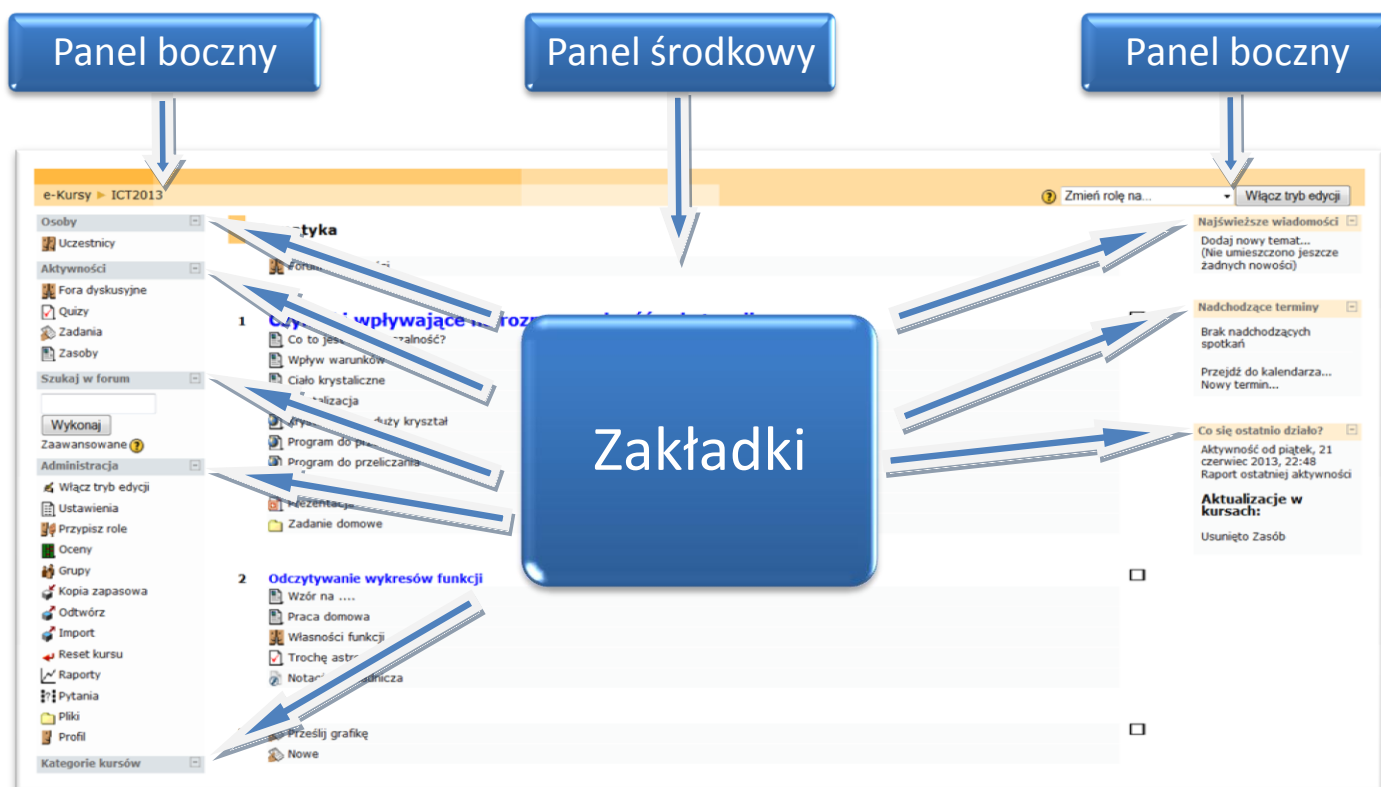 Panel boczny
Panel środkowy
Panel boczny
e-Kursy ► ICT2013
Zmień rolę na...
Włącz tryb edycji
Osoby
Uczestnicy
Aktywności
Fora dyskusyjne
Quizy
Zadania
Zasoby
Szukaj w forum
Wykonaj
Zaawansowane
Administracja
Włącz tryb edycji
Ustawienia
Przypisz role
Oceny
Grupy
Kopia zapasowa
Odtwórz
Import
Reset kursu
Raporty
Pytania
Pliki
Profil
Kategorie kursów
1
wpływające
Co to
Wpływ warunków
Ciało krystaliczne
duży kryształ
Program do
Program do przeliczania
Prezentacja
Zadanie domowe
2 Odczytywanie wykresów funkcji
Wzór na ....
Praca domowa
Własności funkcji
Trochę
Prześlij grafikę
Nowe
Zakładki
Najświeższe wiadomości
Dodaj nowy temat...
(Nie umieszczono jeszcze
żadnych nowości)
Nadchodzące terminy
Brak nadchodzących
spotkań
Przejdź do kalendarza...
Nowy termin...
Co się ostatnio działo?
Aktywność od piątek, 21
czerwiec 2013, 22:48
Raport ostatniej aktywności
Aktualizacje w
kursach:
Usunięto Zasób